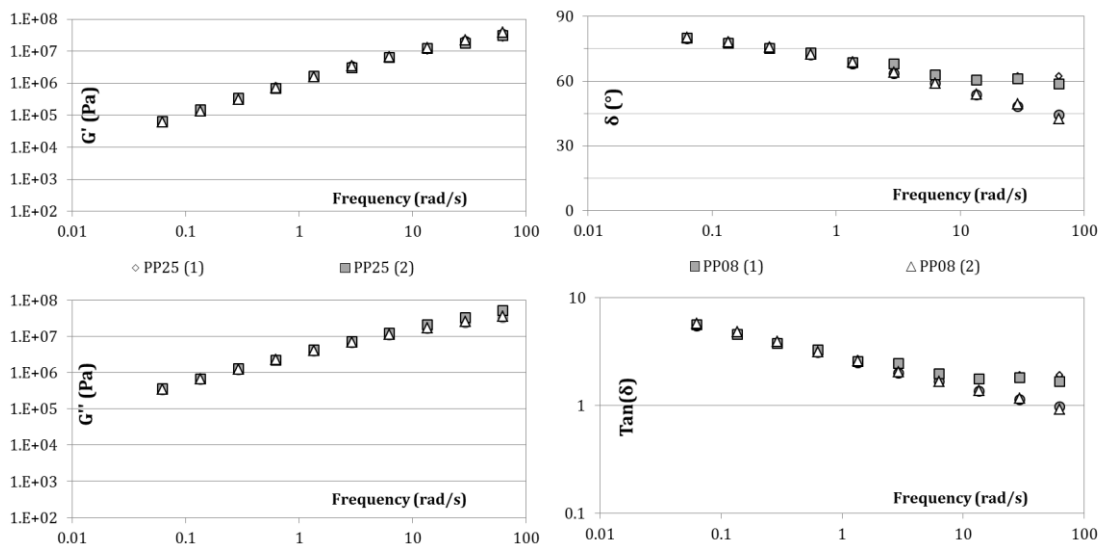 1.E+08
1.E+07
1.E+06
1.E+05
1.E+04
1.E+03
1.E+02
G' (Pa)
Frequency (rad/s)
0.01 0.1 1 10 100
90
60
30
0
δ (°)
Frequency (rad/s)
0.01 0.1 1 10 100
PP25 (1) PP25 (2) PP08 (1) PP08 (2)
1.E+08
1.E+07
1.E+06
1.E+05
1.E+04
1.E+03
1.E+02
G'' (Pa)
Frequency (rad/s)
0.01 0.1 1 10 100
10
1
0.1
Tan(δ)
Frequency (rad/s)
0.01 0.1 1 10 100